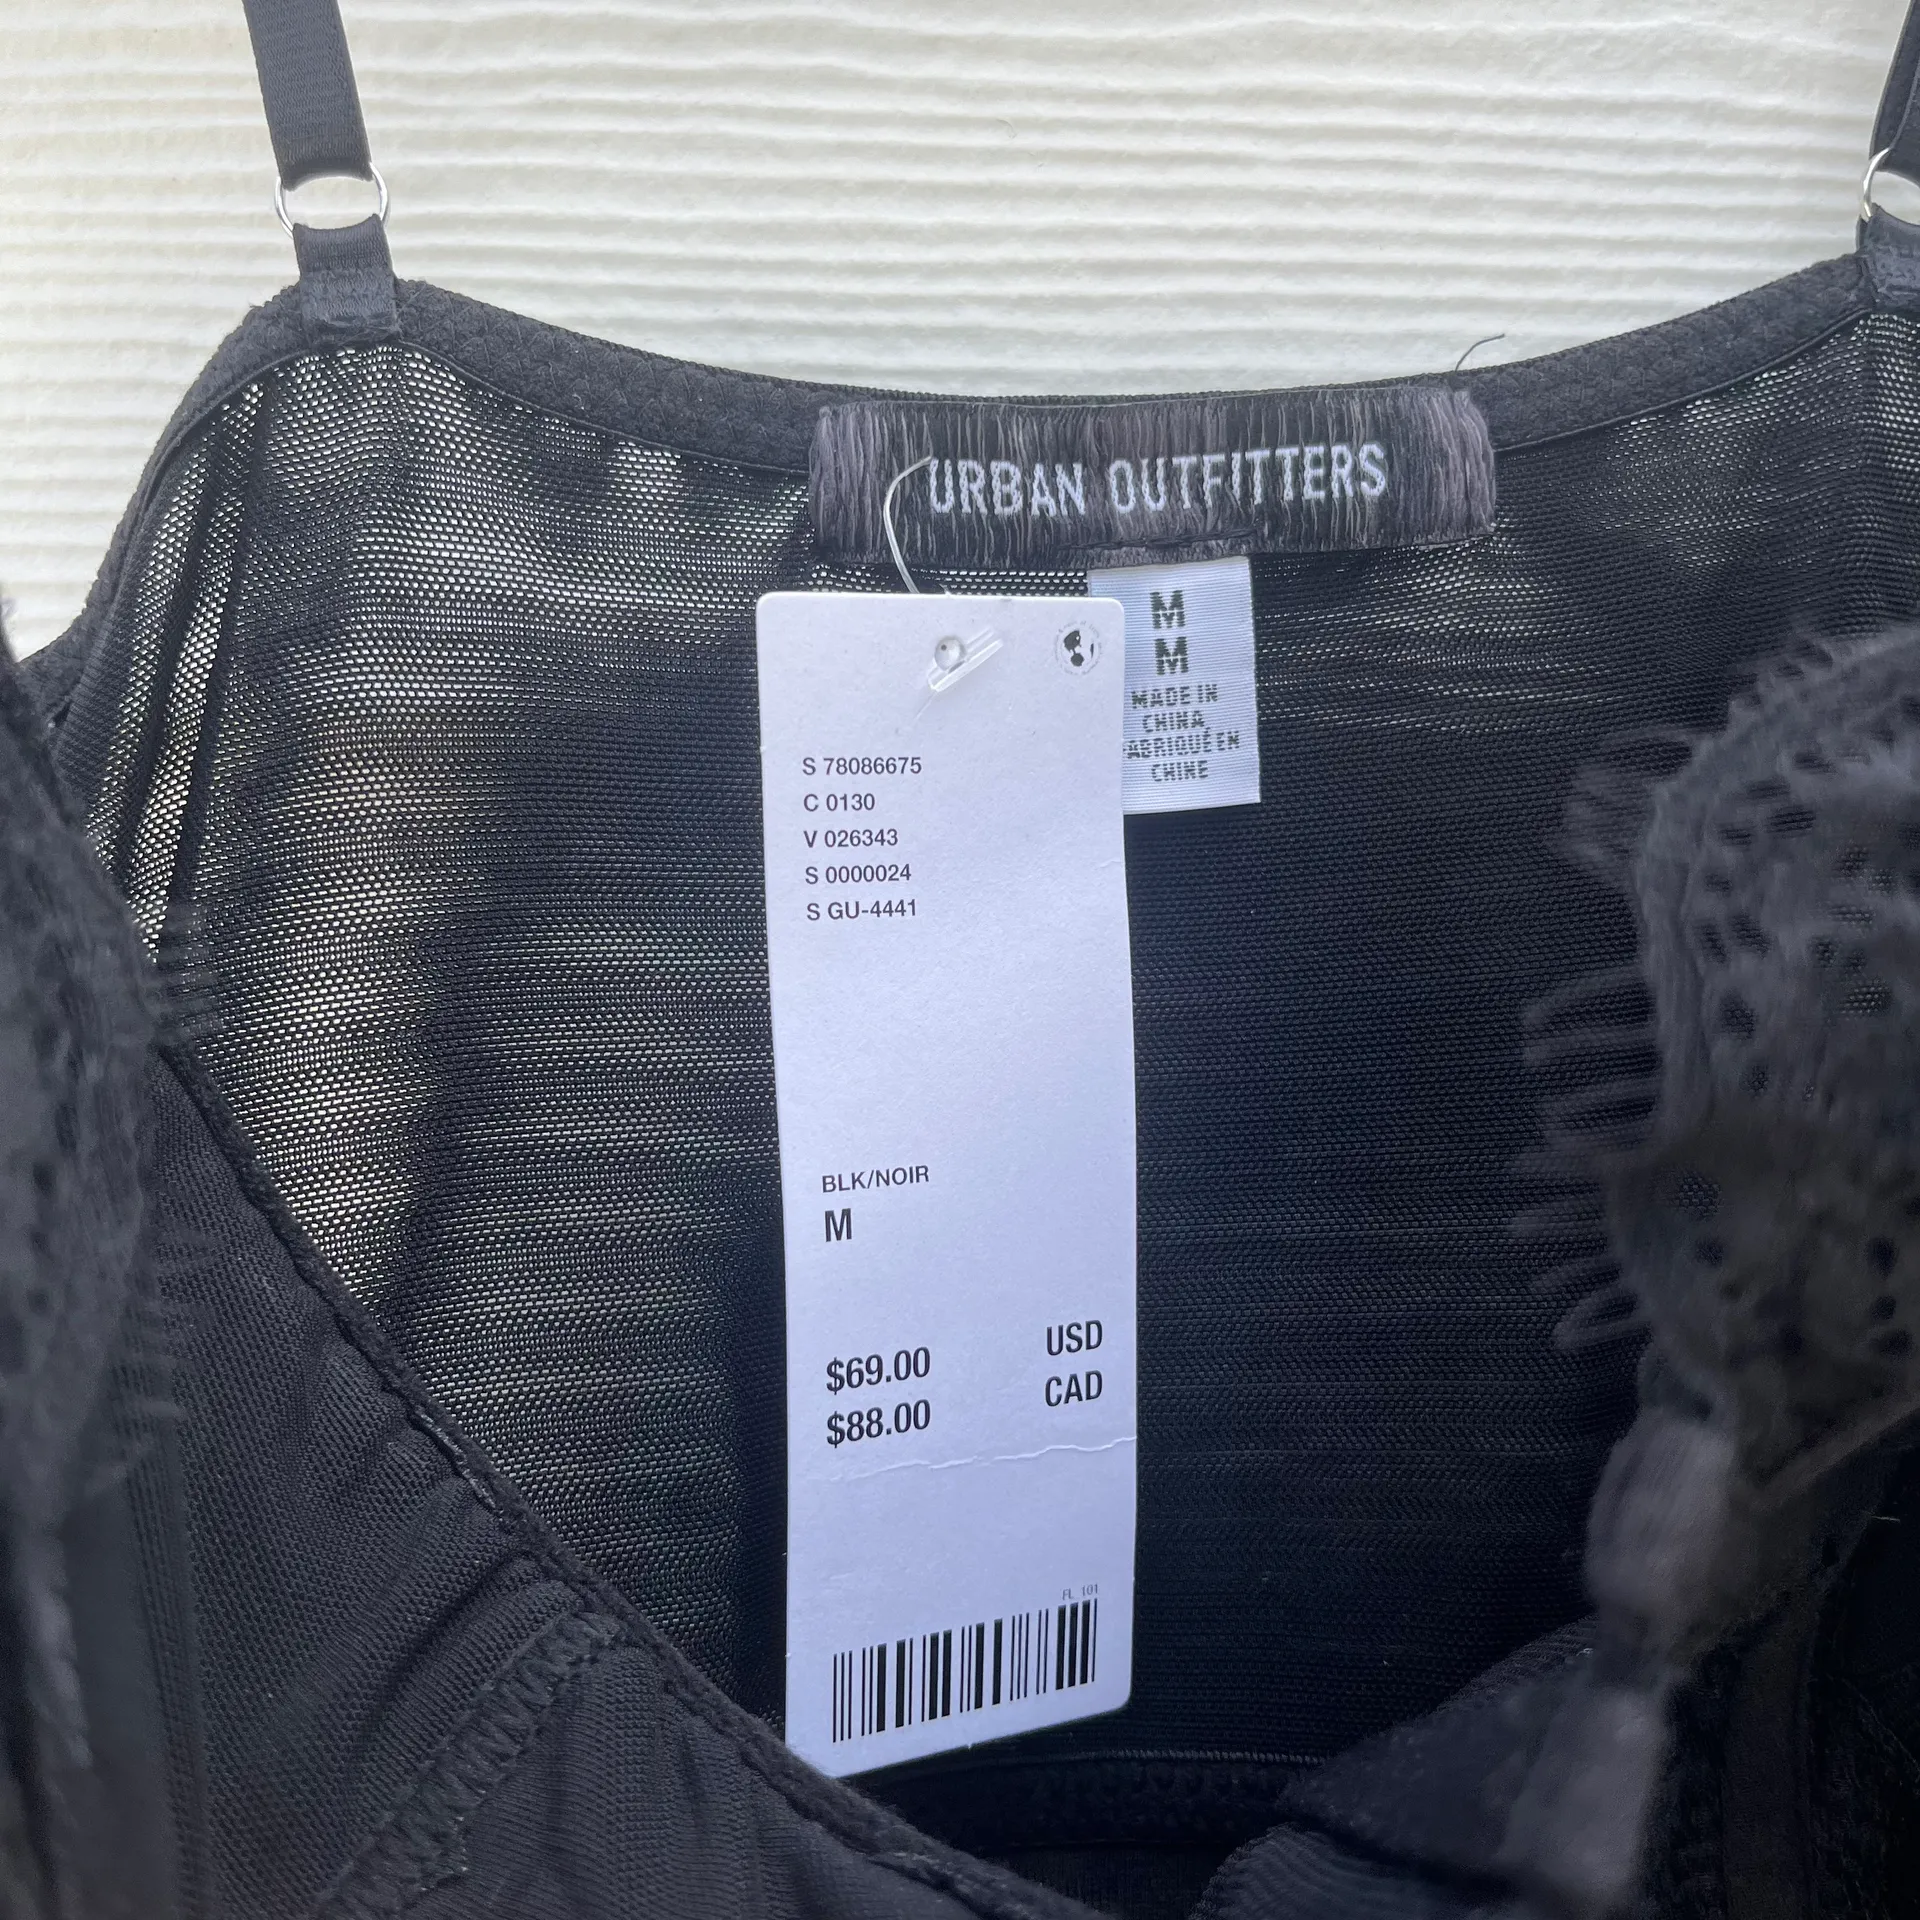 URBAN OUTFITTERS
M
M
MADE IN
CHINA
FABRIQUÉ EN
CHINE
S 78086675
C 0130
V 026343
S 0000024
S GU-4441
BLK/NOIR
M
$69.00 USD
$88.00 CAD
FL_101